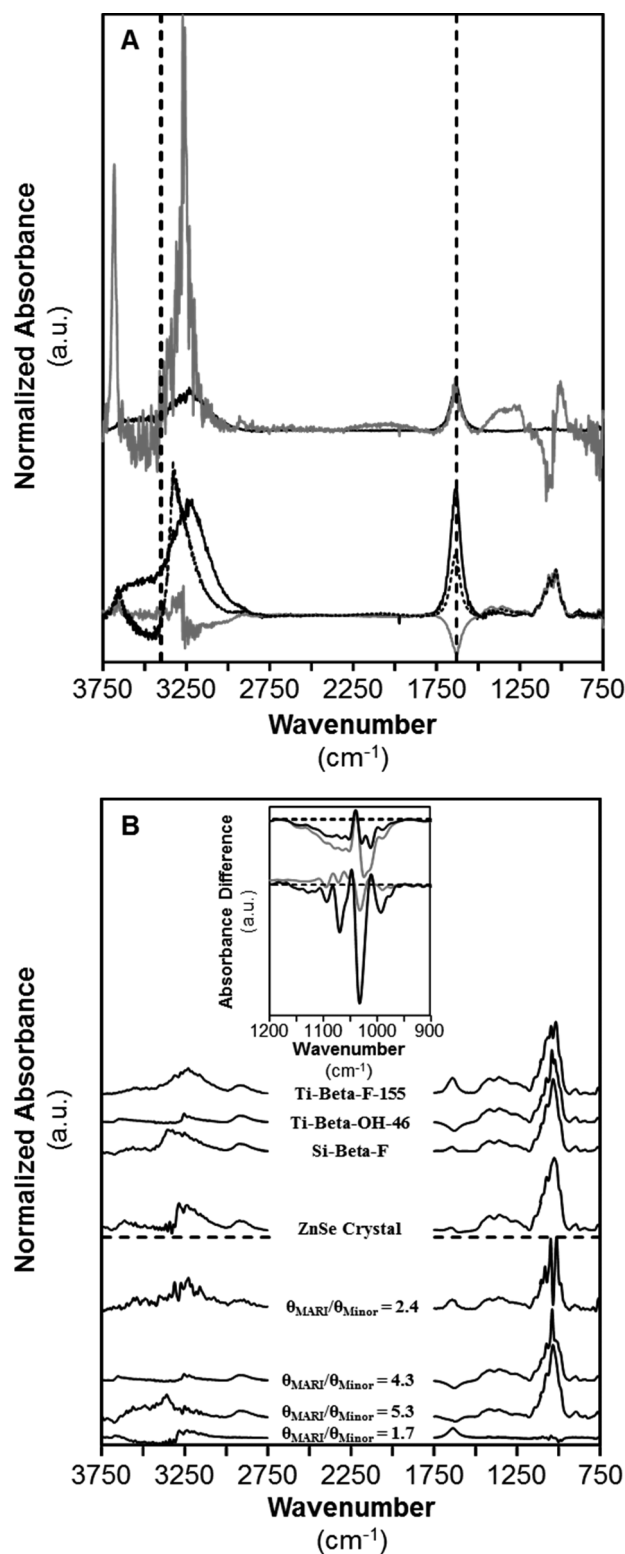 A
Normalized Absorbance
(a.u.)
3750 3250 2750 2250 1750 1250 750
Wavenumber
(cm-1)
B
Absorbance Difference
(a.u.)
1200 1100 1000 900
Wavenumber
(cm-1)
Normalized Absorbance
(a.u.)
Ti-Beta-F-155
Ti-Beta-OH-46
Si-Beta-F
ZnSe Crystal
θMARI/θMinor = 2.4
θMARI/θMinor = 4.3
θMARI/θMinor = 5.3
θMARI/θMinor = 1.7
3750 3250 2750 2250 1750 1250 750
Wavenumber
(cm-1)